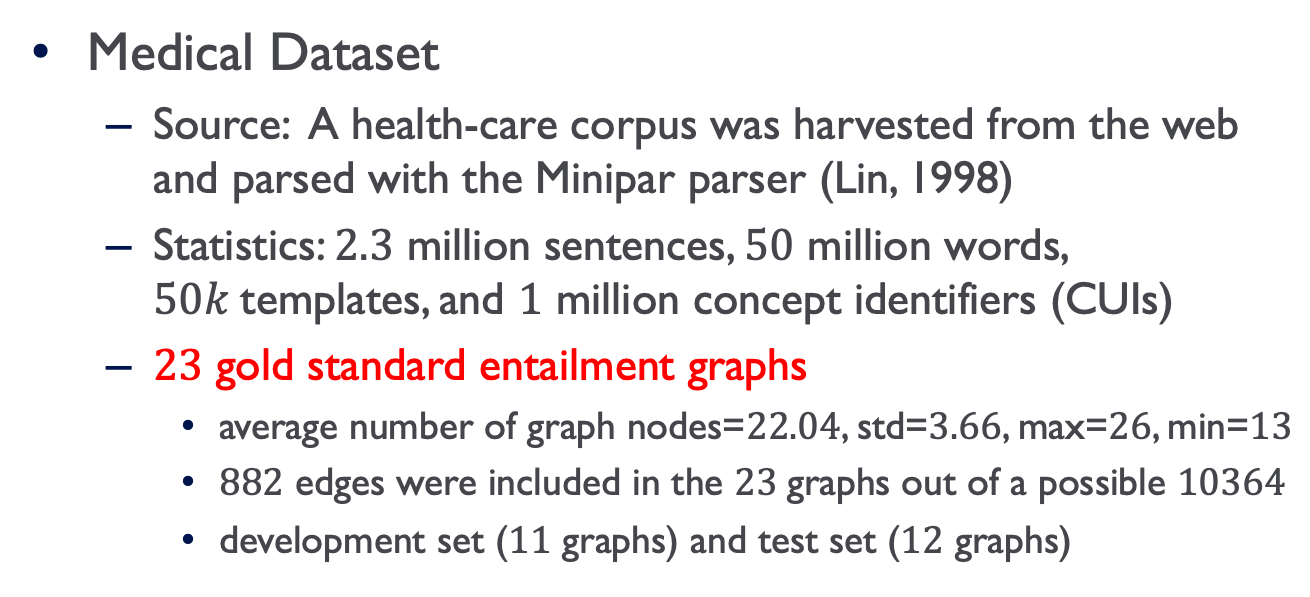 • Medical Dataset
– Source: A health-care corpus was harvested from the web
and parsed with the Minipar parser (Lin, 1998)
– Statistics: 2.3 million sentences, 50 million words,
50k templates, and 1 million concept identifiers (CUIs)
– 23 gold standard entailment graphs
• average number of graph nodes=22.04, std=3.66, max=26, min=13
• 882 edges were included in the 23 graphs out of a possible 10364
• development set (11 graphs) and test set (12 graphs)